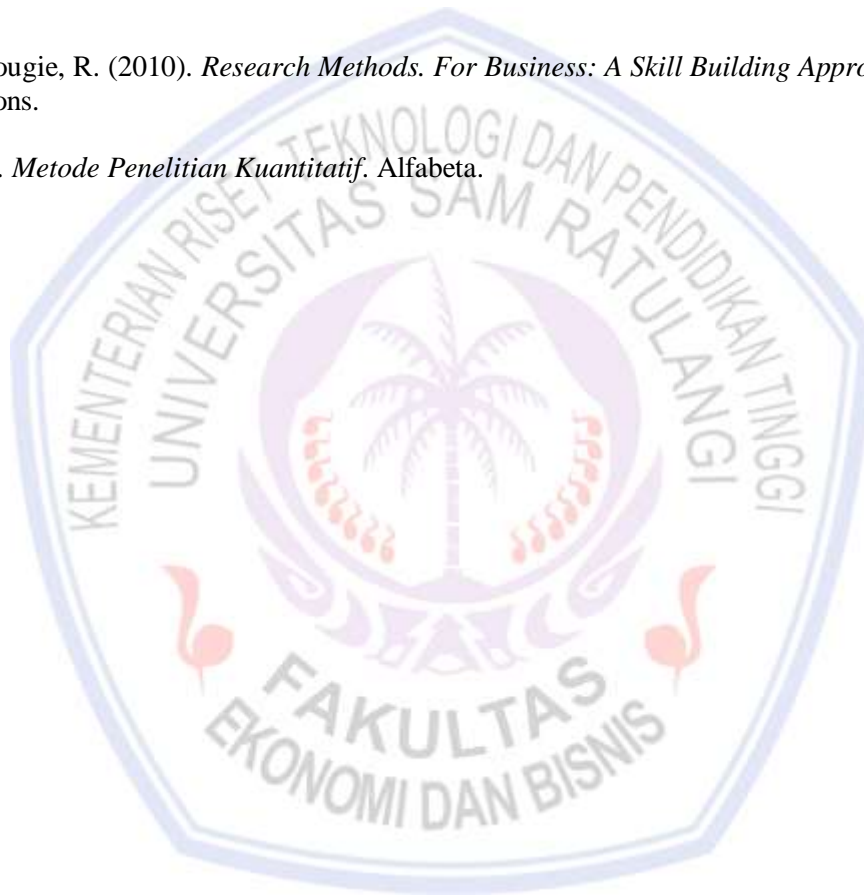 ougie, R. (2010). Research Methods. For Business: A Skill Building Appro
ons.
. Metode Penelitian Kuantitatif. Alfabeta.
KEMENTERIAN RISET TEKNOLOGI DAN PENDIDIKAN TINGGI
UNIVERSITAS SAM RATULANGI
FAKULTAS
EKONOMI DAN BISNIS